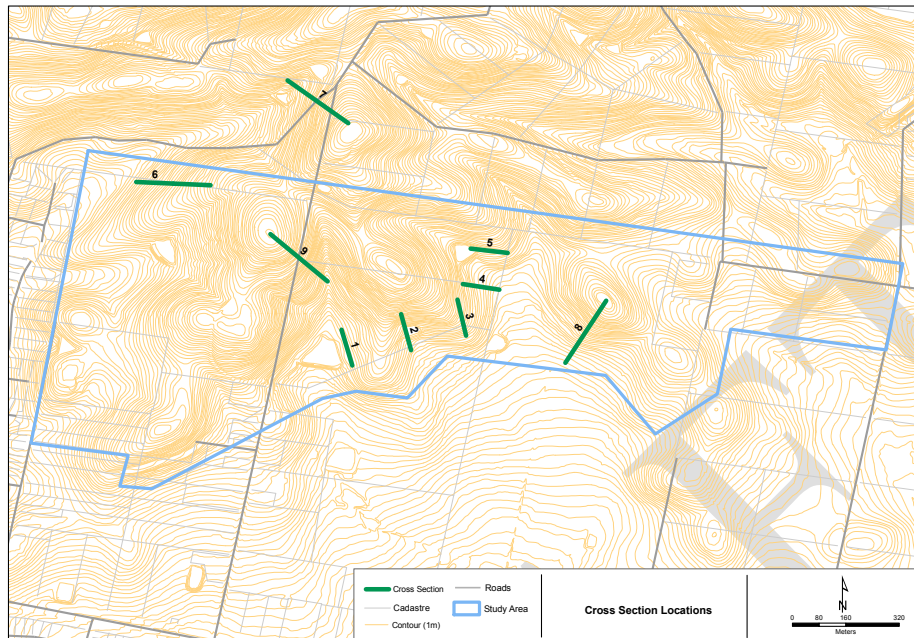 7
6
9
5
4
3
2
1
8
Cross Section
Cadastre
Contour (1m)
Roads
Study Area
Cross Section Locations
N
0 80 160 320
Meters